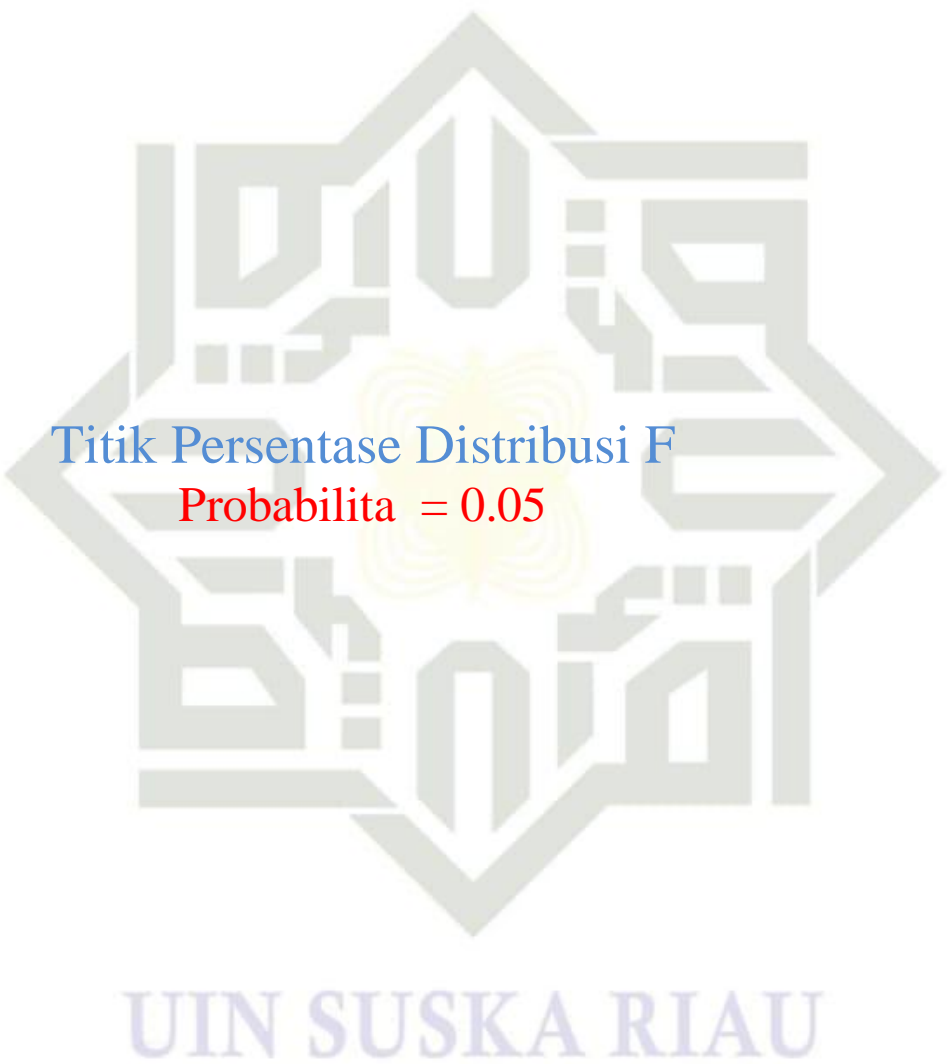 Titik Persentase Distribusi F
Probabilita = 0.05
UIN SUSKA RIAU